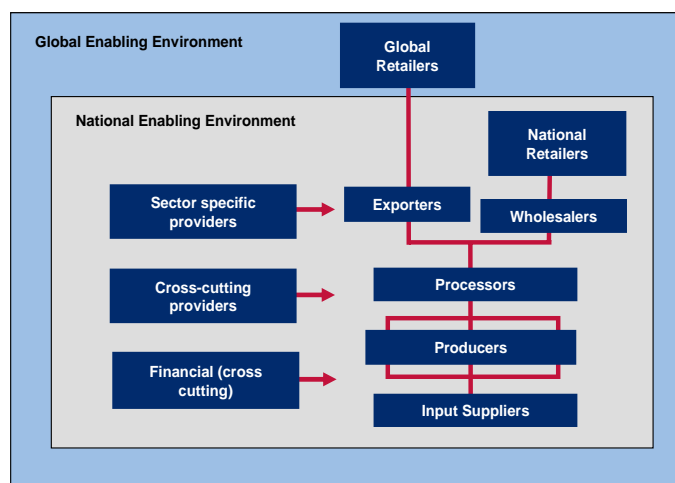 Global Enabling Environment
Global
Retailers
National Enabling Environment
National
Retailers
Sector specific
providers
Exporters
Wholesalers
Cross-cutting
providers
Processors
Producers
Financial (cross
cutting)
Input Suppliers